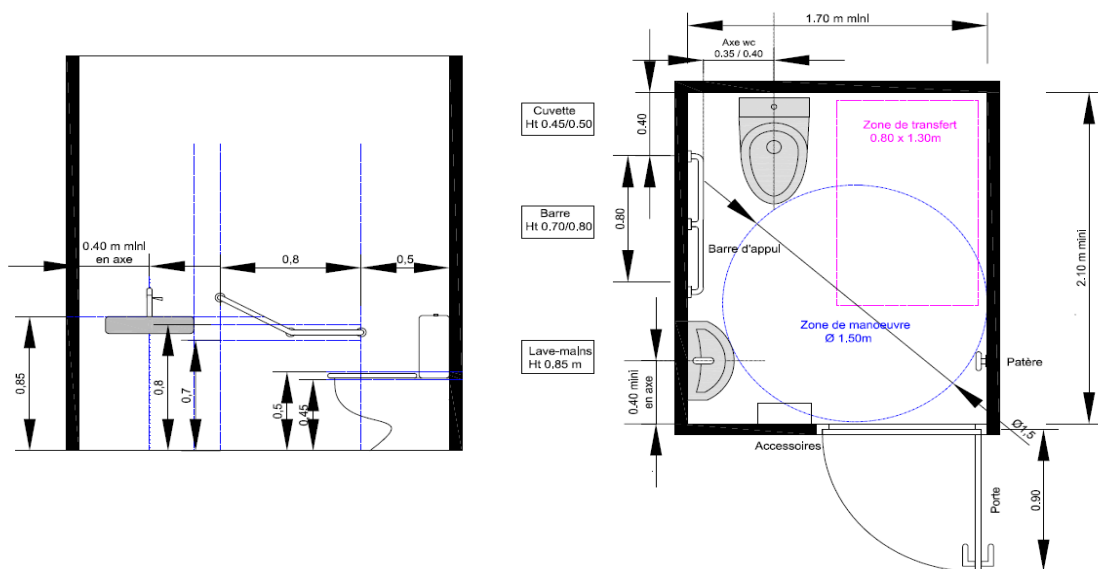 0.40 m mInI
en axe
0,8
0,5
0,85
0,8
0,7
0,5
0,45
1.70 m mInI
Axe wc
0.35 / 0.40
Cuvette
Ht 0.45/0.50
0.40
Zone de transfert
0.80 x 1.30m
Barre
Ht 0.70/0.80
0.80
Barre d'appuI
2.10 m mini
Zone de manoeuvre
Ø 1,50m
Lave-maIns
Ht 0,85 m
0.40 mini
en axe
Patère
Ø1,5
Accessoires
Porte
0.90